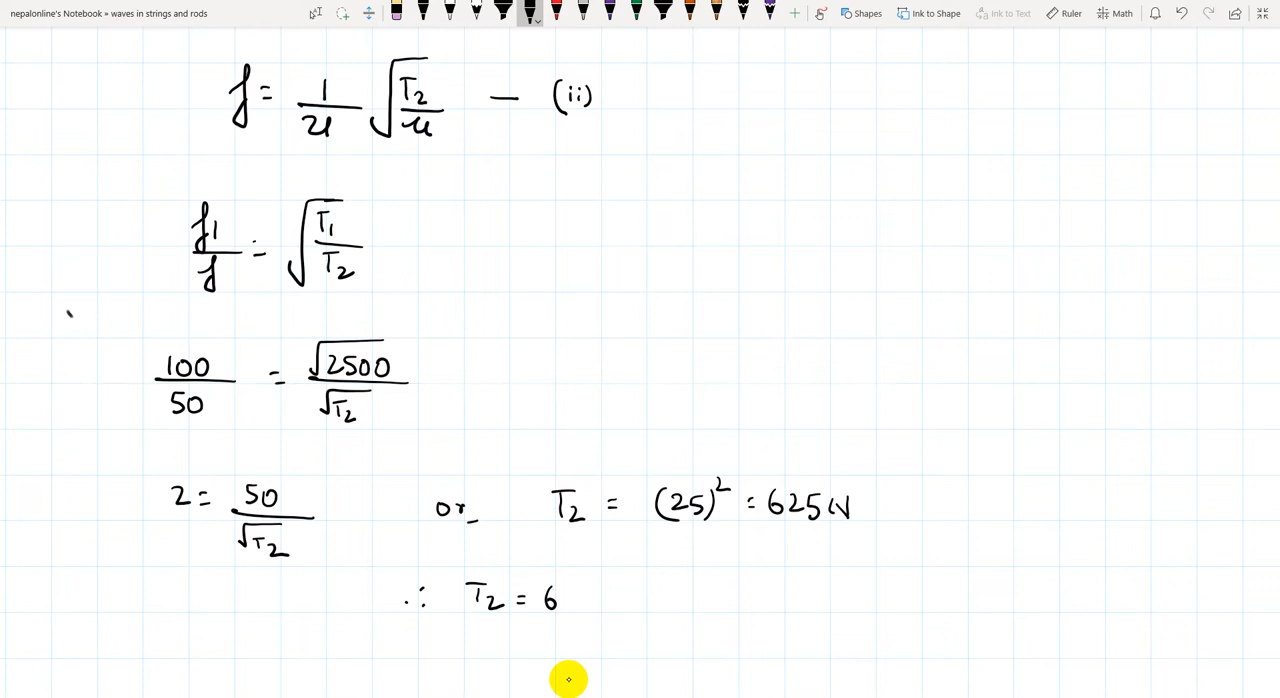 nepalonline's Notebook » waves in strings and rods
Shapes Ink to Shape Ink to Text Ruler Math
f = 1/2l √(T₂/μ) — (ii)
f₁/f = √(T₁/T₂)
100/50 = √2500/√T₂
2 = 50/√T₂ or, T₂ = (25)² = 625N
∴ T₂ = 6